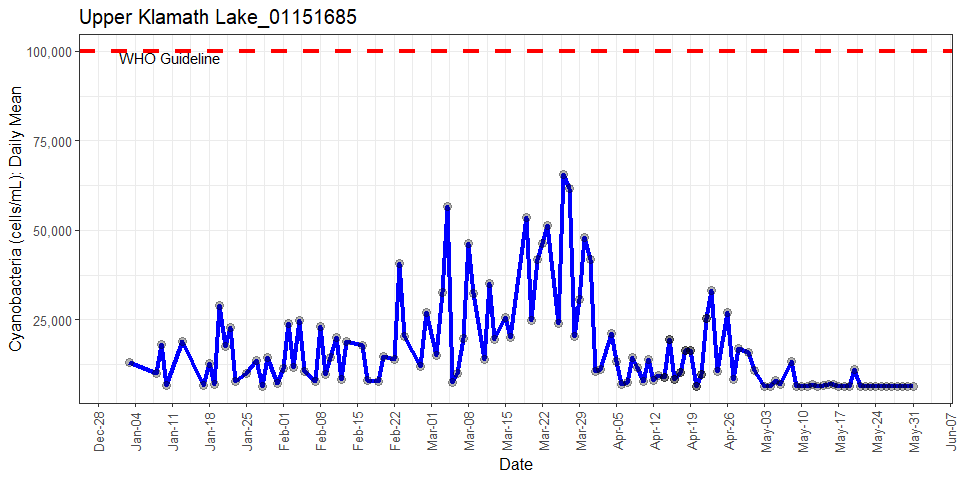 Upper Klamath Lake_01151685
Cyanobacteria (cells/mL): Daily Mean
100,000
WHO Guideline
75,000
50,000
25,000
Dec-28 Jan-04 Jan-11 Jan-18 Jan-25 Feb-01 Feb-08 Feb-15 Feb-22 Mar-01 Mar-08 Mar-15 Mar-22 Mar-29 Apr-05 Apr-12 Apr-19 Apr-26 May-03 May-10 May-17 May-24 May-31 Jun-07
Date